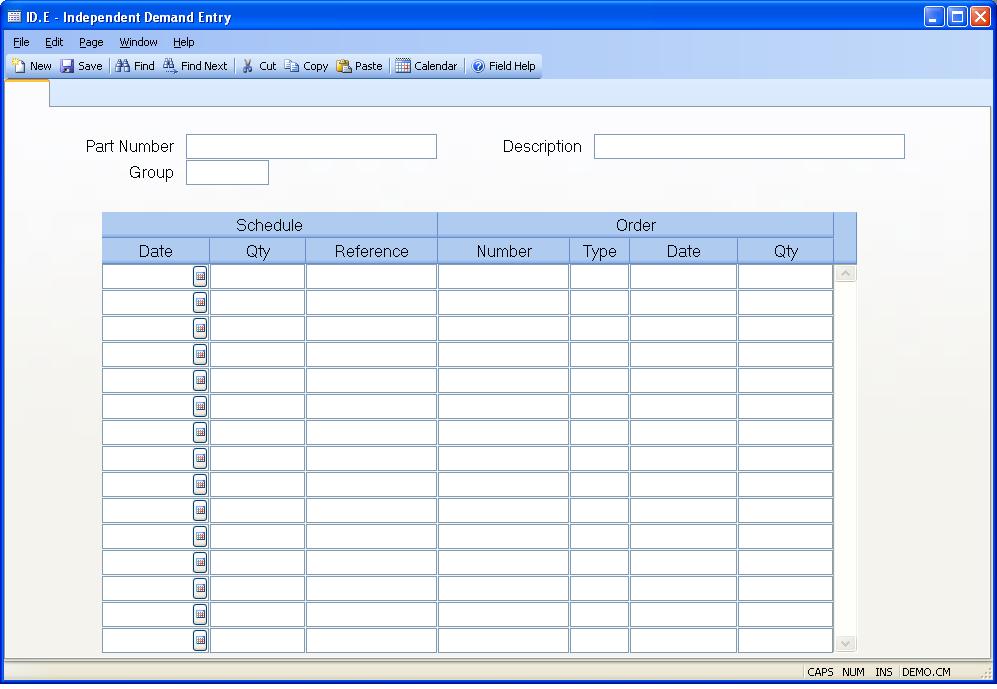 ID.E - Independent Demand Entry
File Edit Page Window Help
New Save Find Find Next Cut Copy Paste Calendar Field Help
Part Number Description
Group
Schedule Order
Date Qty Reference Number Type Date Qty
CAPS NUM INS DEMO.CM